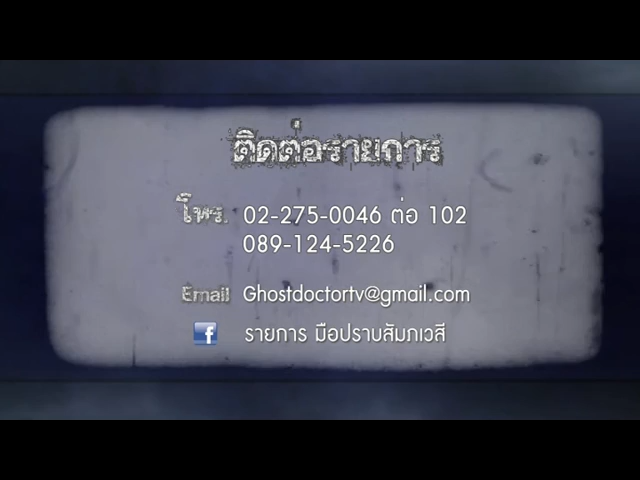 ติดต่อรายการ
โทร. 02-275-0046 ต่อ 102
089-124-5226
Email Ghostdoctortv@gmail.com
f รายการ มือปราบสัมภเวสี